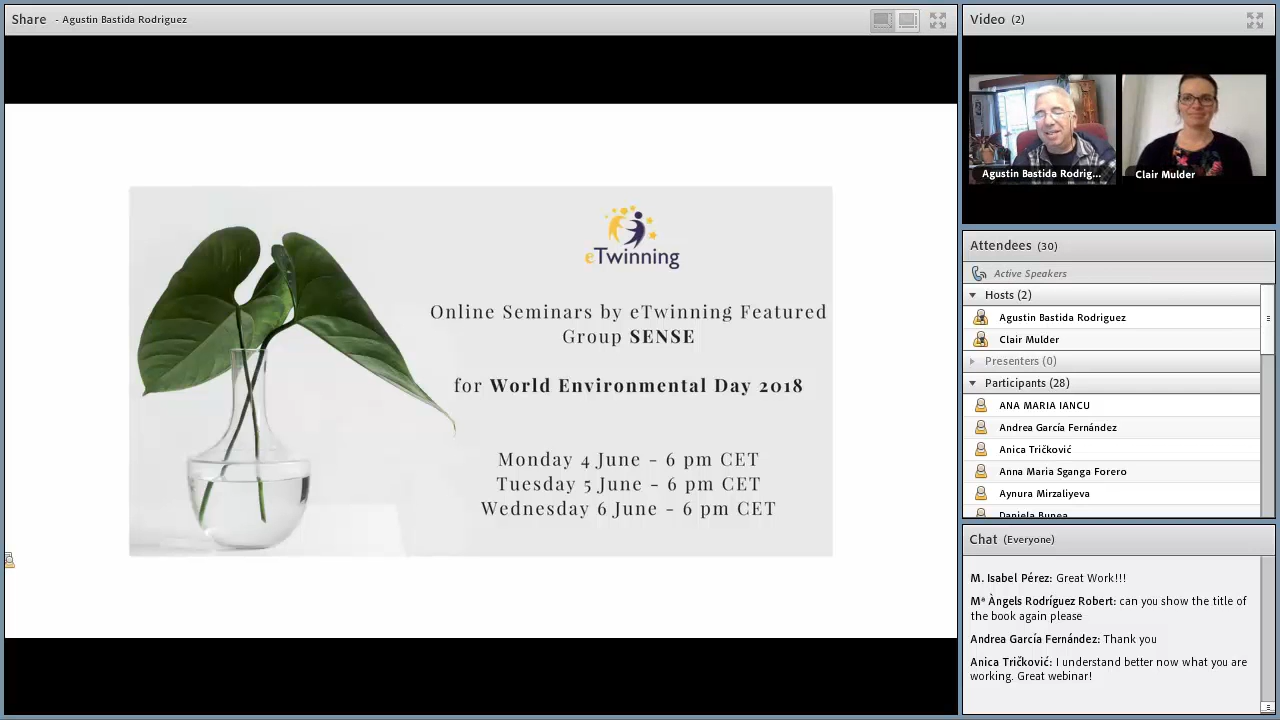 Share - Agustin Bastida Rodriguez
eTwinning
Online Seminars by eTwinning Featured
Group SENSE
for World Environmental Day 2018
Monday 4 June - 6 pm CET
Tuesday 5 June - 6 pm CET
Wednesday 6 June - 6 pm CET
Video (2)
Agustin Bastida Rodrig...
Clair Mulder
Attendees (30)
Active Speakers
Hosts (2)
Agustin Bastida Rodriguez
Clair Mulder
Presenters (0)
Participants (28)
ANA MARIA IANCU
Andrea García Fernández
Anica Tričković
Anna Maria Sganga Forero
Aynura Mirzaliyeva
Daniela Bunea
Chat (Everyone)
M. Isabel Pérez: Great Work!!!
Mª Àngels Rodríguez Robert: can you show the title of
the book again please
Andrea García Fernández: Thank you
Anica Tričković: I understand better now what you are
working. Great webinar!